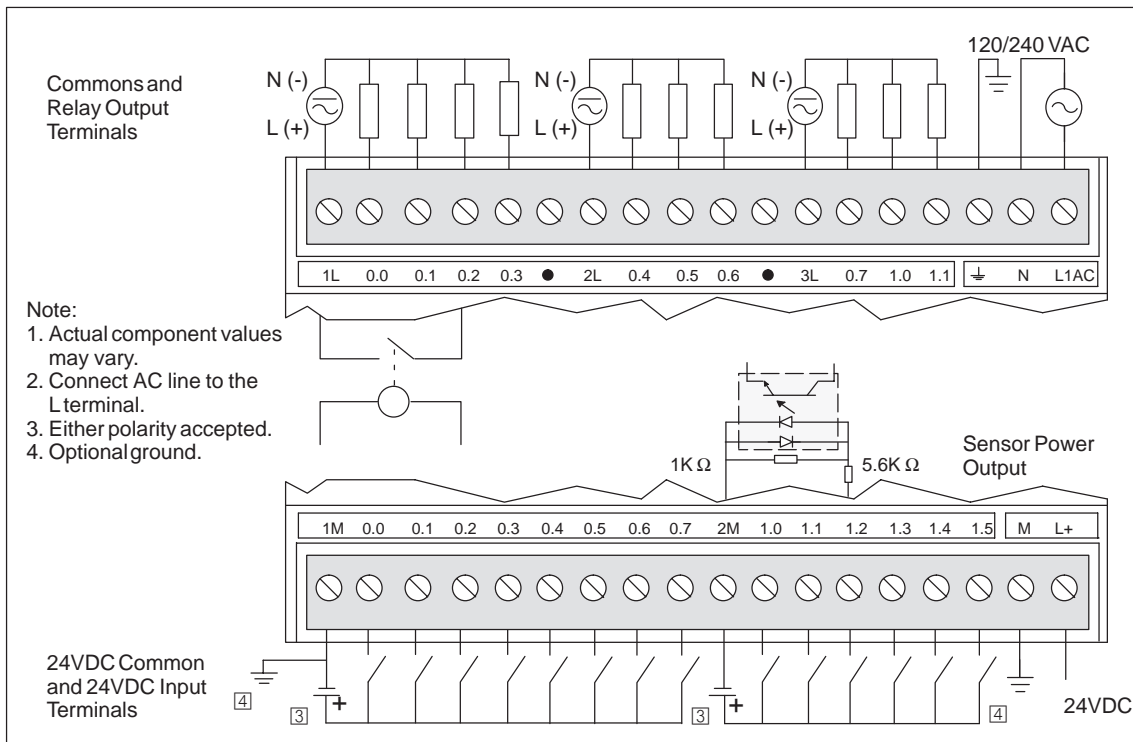 120/240 VAC
Commons and
Relay Output
Terminals
N (-)
L (+)
N (-)
L (+)
N (-)
L (+)
1L 0.0 0.1 0.2 0.3 ● 2L 0.4 0.5 0.6 ● 3L 0.7 1.0 1.1 ⏚ N L1AC
Note:
1. Actual component values
may vary.
2. Connect AC line to the
L terminal.
3. Either polarity accepted.
4. Optional ground.
1K Ω
5.6K Ω
Sensor Power
Output
1M 0.0 0.1 0.2 0.3 0.4 0.5 0.6 0.7 2M 1.0 1.1 1.2 1.3 1.4 1.5 M L+
24VDC Common
and 24VDC Input
Terminals
4
3
+
3
+
4
24VDC